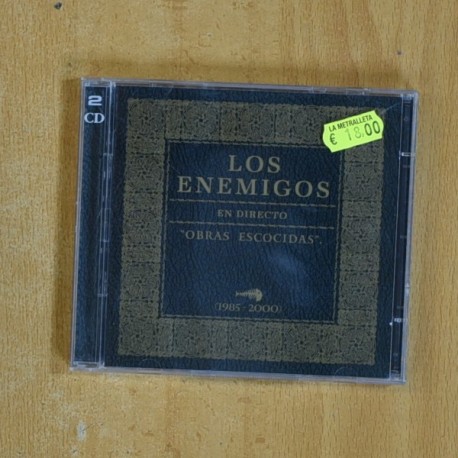 2
CD
LA METRALLETA
€ 18,00
LOS
ENEMIGOS
EN DIRECTO
"OBRAS ESCOCIDAS".
(1985-2000)